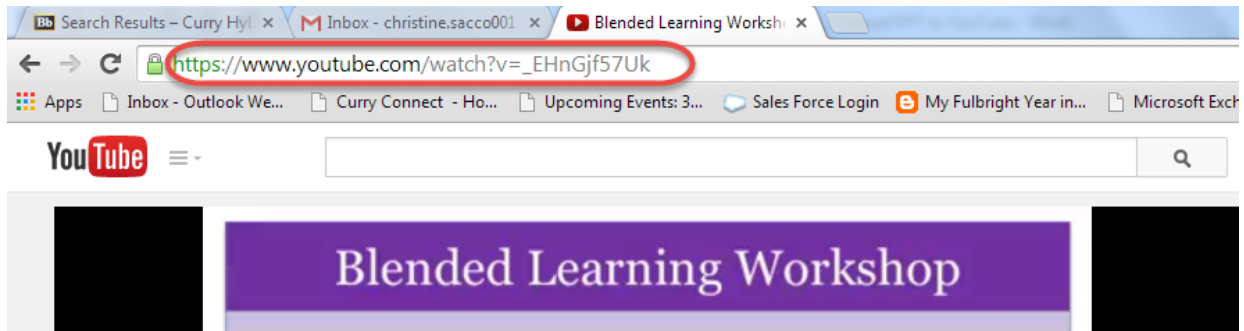 Bb Search Results – Curry Hyl Inbox - christine.sacco001 Blended Learning Worksh
https://www.youtube.com/watch?v=_EHnGjf57Uk
Apps Inbox - Outlook We... Curry Connect - Ho... Upcoming Events: 3... Sales Force Login My Fulbright Year in... Microsoft Exch
YouTube
Blended Learning Workshop